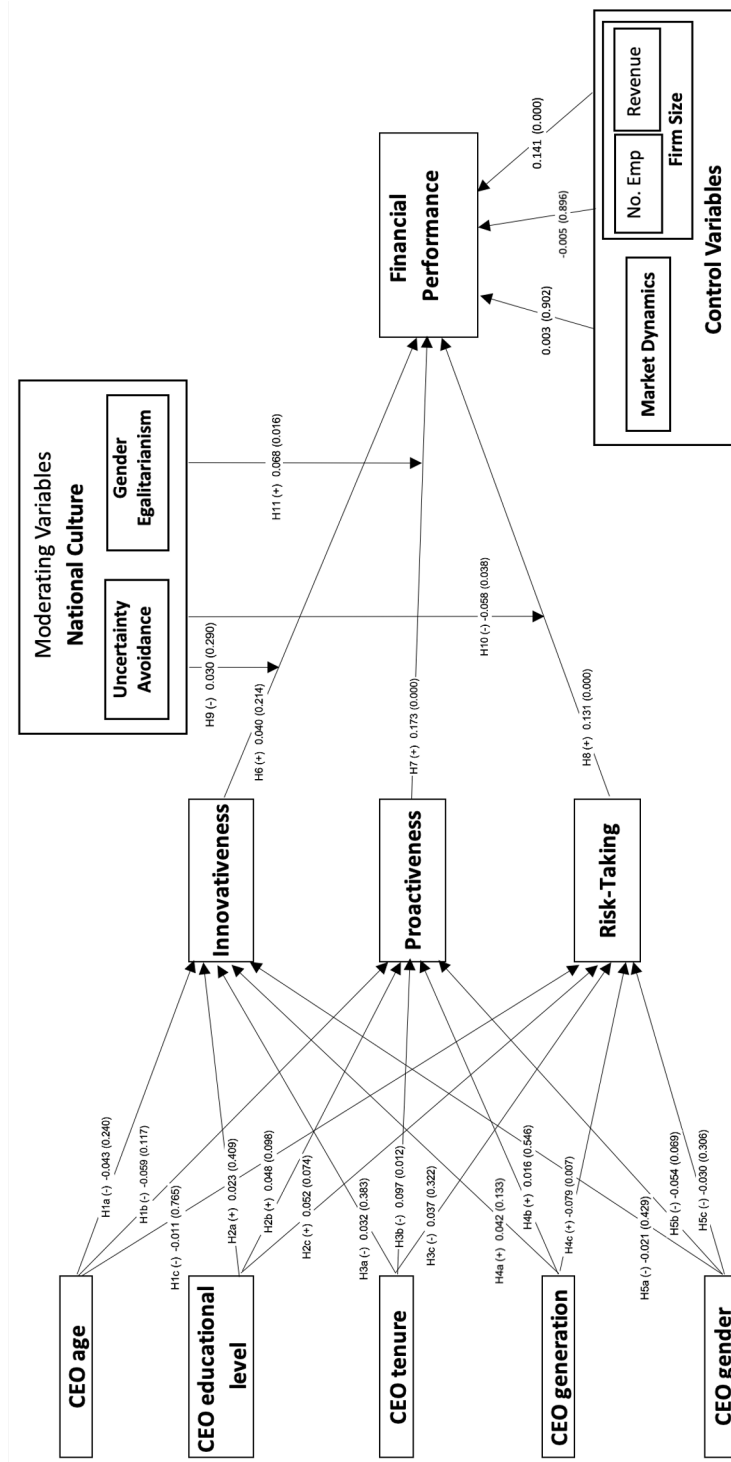 Moderating Variables
National Culture
Uncertainty
Avoidance
Gender
Egalitarianism
H9 (-) 0.030 (0.290)
H11 (+) 0.068 (0.016)
H10 (-) -0.058 (0.038)
CEO age
CEO educational
level
CEO tenure
CEO generation
CEO gender
H1a (-) -0.043 (0.240)
H1b (-) -0.059 (0.117)
H1c (-) -0.011 (0.765)
H2a (+) 0.023 (0.409)
H2b (+) 0.048 (0.098)
H2c (+) 0.052 (0.074)
H3a (-) 0.032 (0.383)
H3b (-) 0.097 (0.012)
H3c (-) 0.037 (0.322)
H4a (+) 0.042 (0.133)
H4b (+) 0.016 (0.546)
H4c (+) -0.079 (0.007)
H5a (-) -0.021 (0.429)
H5b (-) -0.054 (0.069)
H5c (-) -0.030 (0.306)
Innovativeness
Proactiveness
Risk-Taking
H6 (+) 0.040 (0.214)
H7 (+) 0.173 (0.000)
H8 (+) 0.131 (0.000)
Financial
Performance
0.003 (0.902)
-0.005 (0.896)
0.141 (0.000)
Market Dynamics
No. Emp
Revenue
Firm Size
Control Variables